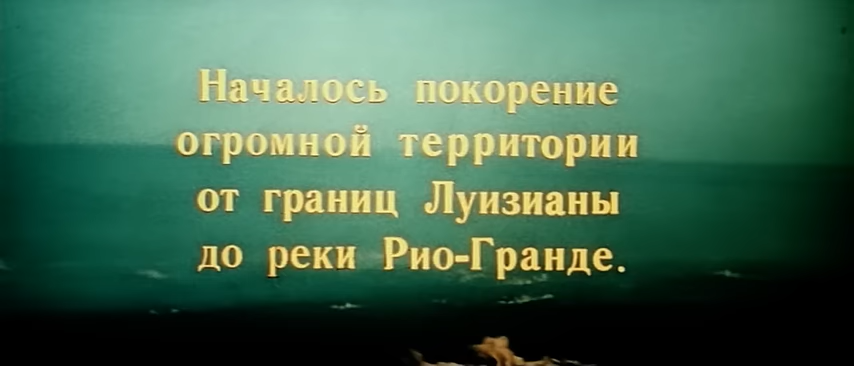 Началось покорение
огромной территории
от границ Луизианы
до реки Рио-Гранде.